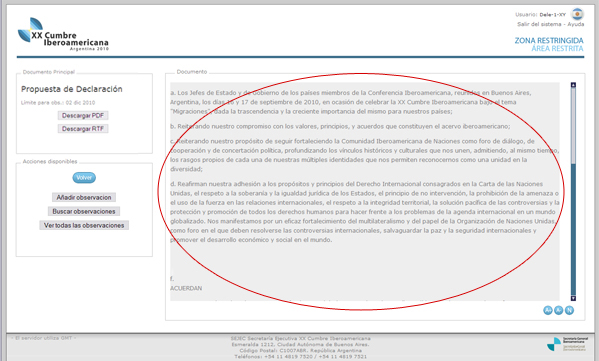 XX Cumbre
Iberoamericana
Argentina 2010
Usuario: Dele-1-XY
Salir del sistema - Ayuda
ZONA RESTRINGIDA
ÁREA RESTRITA
Documento Principal
Propuesta de Declaración
Límite para obs.: 02 dic 2010
Descargar PDF
Descargar RTF
Acciones disponibles
Volver
Añadir observacion
Buscar observaciones
Ver todas las observaciones
Documento
a. Los Jefes de Estado y de Gobierno de los países miembros de la Conferencia Iberoamericana, reunidos en Buenos Aires,
Argentina, los días 16 y 17 de septiembre de 2010, en ocasión de celebrar la XX Cumbre Iberoamericana bajo el tema
"Migraciones", dada la trascendencia y la creciente importancia del mismo para nuestros países;
b. Reiterando nuestro compromiso con los valores, principios, y acuerdos que constituyen el acervo iberoamericano;
c. Reiterando nuestro propósito de seguir fortaleciendo la Comunidad Iberoamericana de Naciones como foro de diálogo, de
cooperación y de concertación política, profundizando los vínculos históricos y culturales que nos unen, admitiendo, al mismo tiempo,
los rasgos propios de cada una de nuestras múltiples identidades que nos permiten reconocernos como una unidad en la
diversidad;
d. Reafirman nuestra adhesión a los propósitos y principios del Derecho Internacional consagrados en la Carta de las Naciones
Unidas, el respeto a la soberanía y la igualdad jurídica de los Estados, el principio de no intervención, la prohibición de la amenaza o
el uso de la fuerza en las relaciones internacionales, el respeto a la integridad territorial, la solución pacífica de las controversias y la
protección y promoción de todos los derechos humanos para hacer frente a los problemas de la agenda internacional en un mundo
globalizado. Nos manifestamos por un eficaz fortalecimiento del multilateralismo y del papel de la Organización de Naciones Unidas
como foro en el que deben resolverse las controversias internacionales, salvaguardar la paz y la seguridad internacionales y
promover el desarrollo económico y social en el mundo.
f.
ACUERDAN
A+ A- N
- El servidor utiliza GMT -
SEJEC Secretaría Ejecutiva XX Cumbre Iberoamericana
Esmeralda 1212, Ciudad Autónoma de Buenos Aires.
Código Postal: C1007ABR. República Argentina
Teléfonos: +54 11 4819 7520 / +54 11 4819 7521
Secretaría General
Iberoamericana